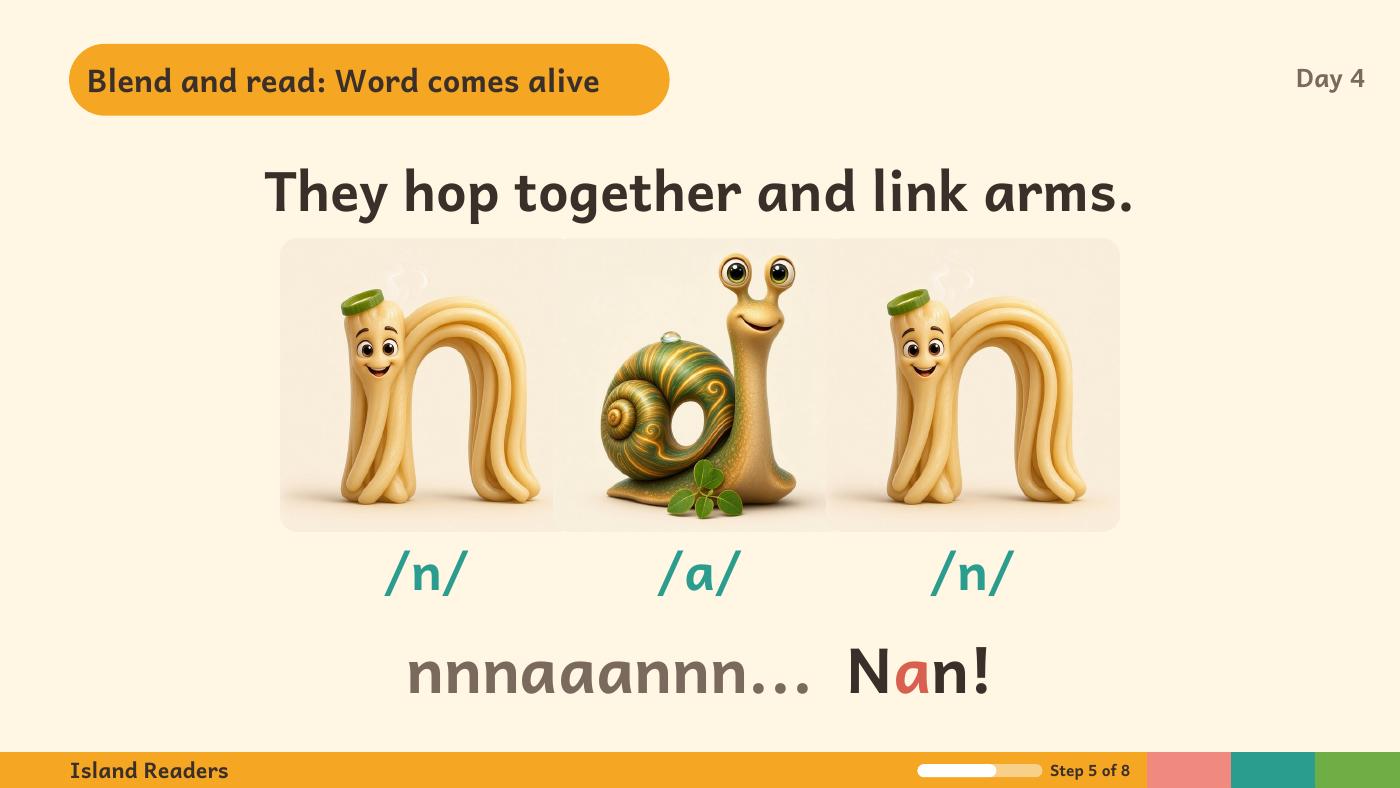 Blend and read: Word comes alive
Day 4
They hop together and link arms.
/n/ /a/ /n/
nnnaaannn... Nan!
Island Readers
Step 5 of 8